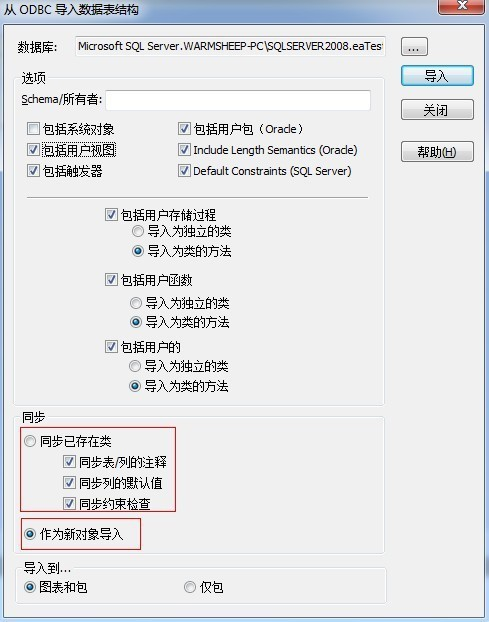 从 ODBC 导入数据表结构
数据库: Microsoft SQL Server.WARMSHEEP-PC\SQLSERVER2008.eaTest ...
导入
选项
Schema/所有者:
关闭
包括系统对象 包括用户包（Oracle）
包括用户视图 Include Length Semantics (Oracle)
帮助(H)
包括触发器 Default Constraints (SQL Server)
包括用户存储过程
导入为独立的类
导入为类的方法
包括用户函数
导入为独立的类
导入为类的方法
包括用户的
导入为独立的类
导入为类的方法
同步
同步已存在类
同步表/列的注释
同步列的默认值
同步约束检查
作为新对象导入
导入到...
图表和包 仅包